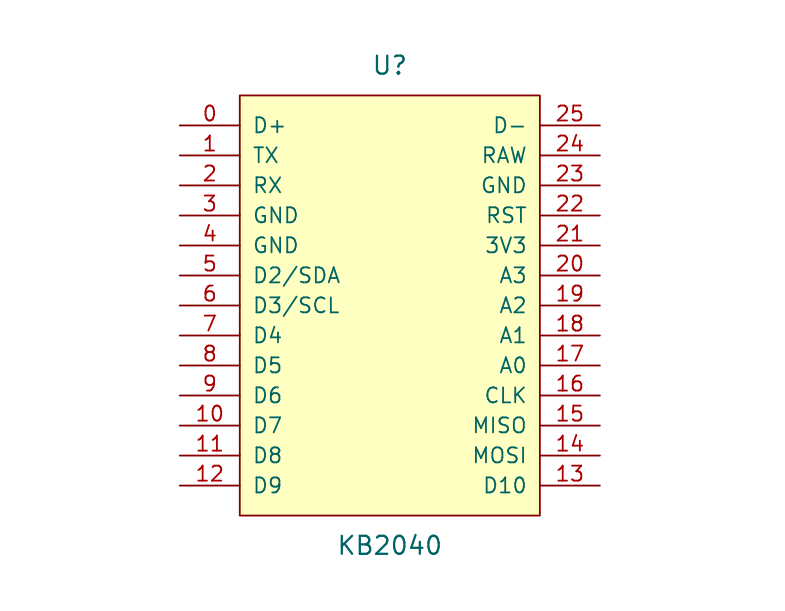 U?
0 D+ D- 25
1 TX RAW 24
2 RX GND 23
3 GND RST 22
4 GND 3V3 21
5 D2/SDA A3 20
6 D3/SCL A2 19
7 D4 A1 18
8 D5 A0 17
9 D6 CLK 16
10 D7 MISO 15
11 D8 MOSI 14
12 D9 D10 13
KB2040